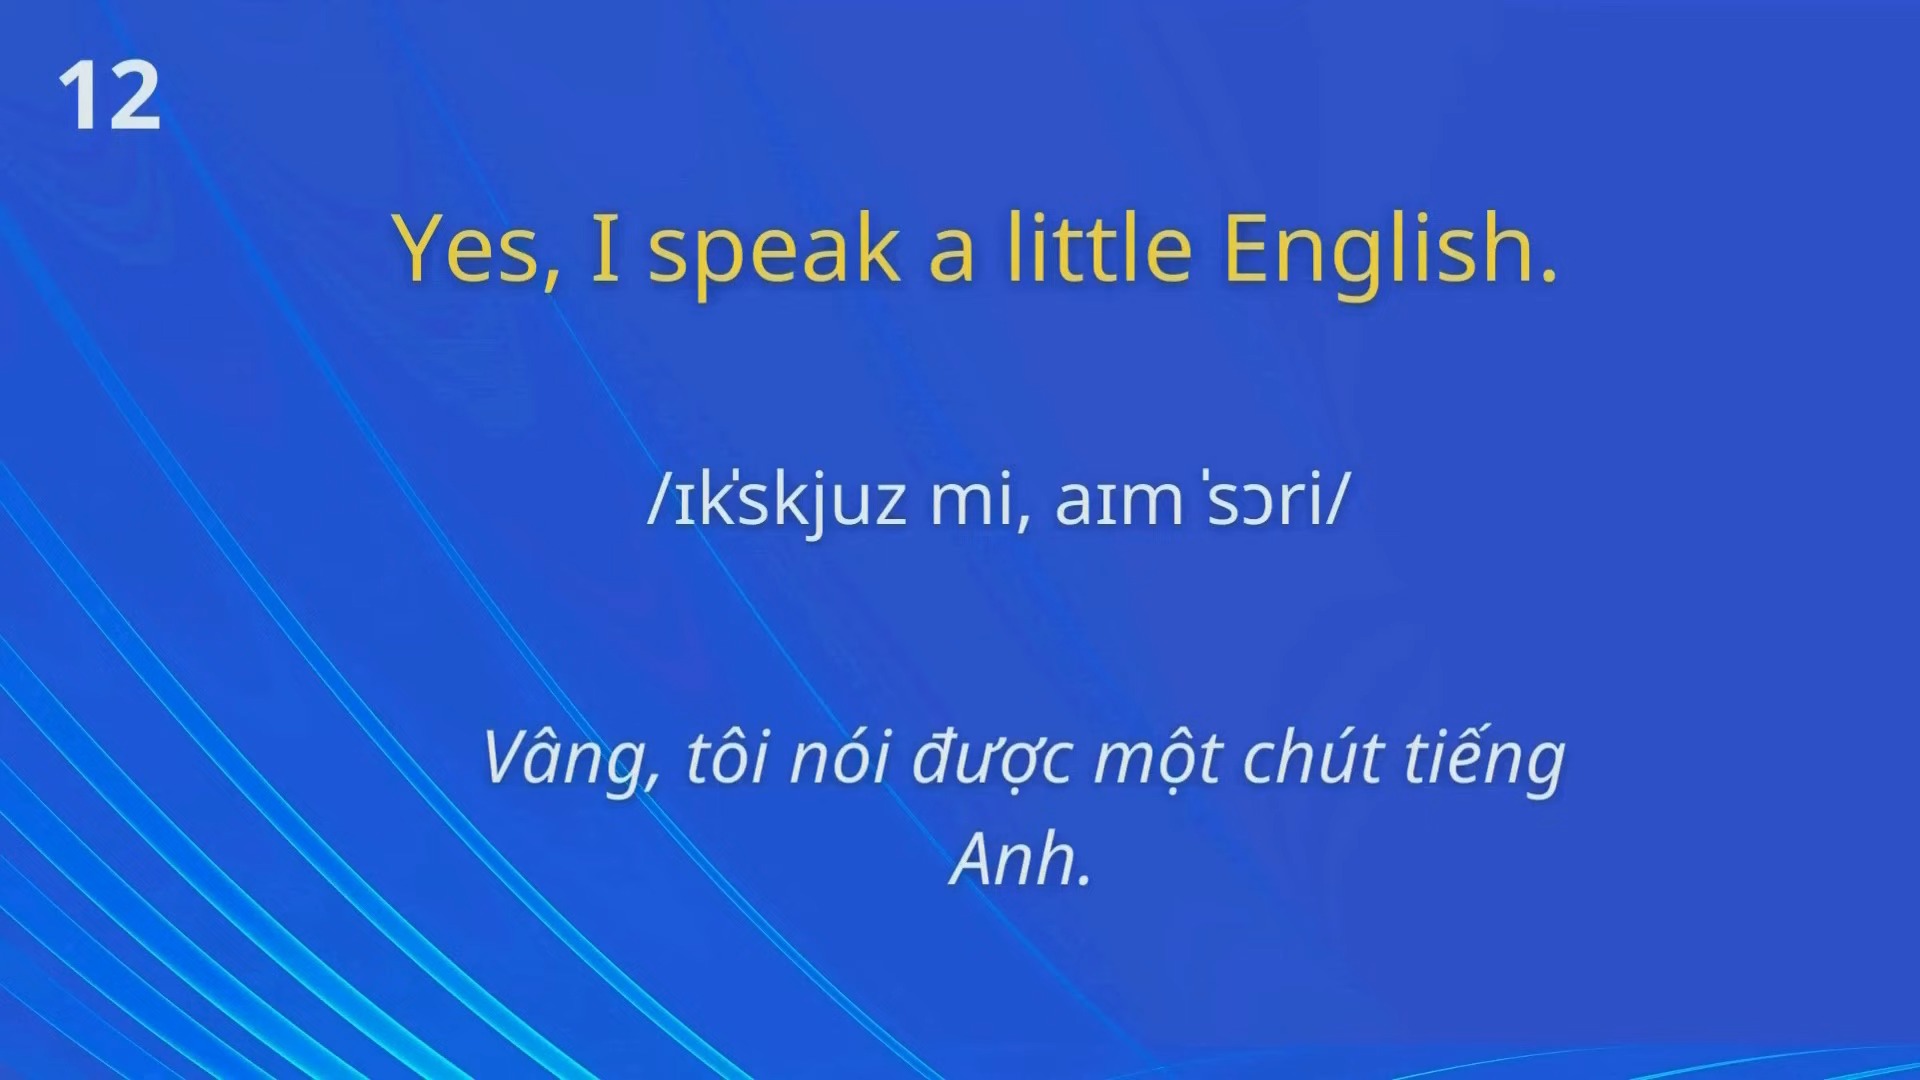 12
Yes, I speak a little English.
/ɪkˈskjuz mi, aɪm ˈsɔri/
Vâng, tôi nói được một chút tiếng
Anh.